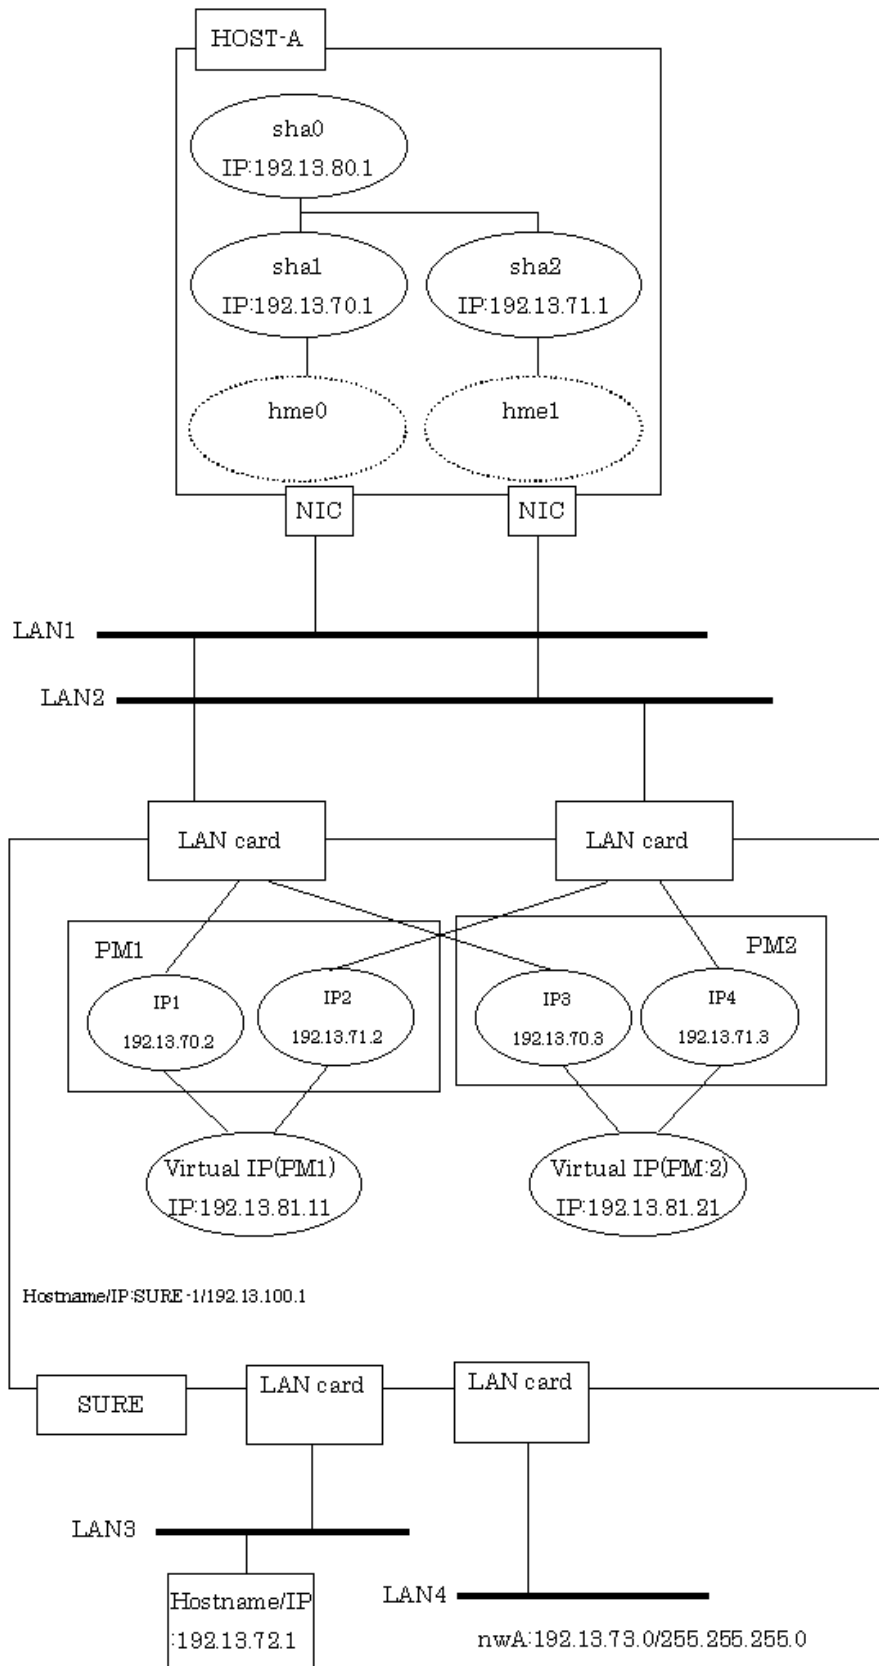 HOST-A
sha0
IP:192.13.80.1
sha1
IP:192.13.70.1
sha2
IP:192.13.71.1
hme0
hme1
NIC
NIC
LAN1
LAN2
LAN card
LAN card
PM1
PM2
IP1
192.13.70.2
IP2
192.13.71.2
IP3
192.13.70.3
IP4
192.13.71.3
Virtual IP(PM1)
IP:192.13.81.11
Virtual IP(PM:2)
IP:192.13.81.21
Hostname/IP:SURE-1/192.13.100.1
SURE
LAN card
LAN card
LAN3
Hostname/IP
:192.13.72.1
LAN4
nwA:192.13.73.0/255.255.255.0